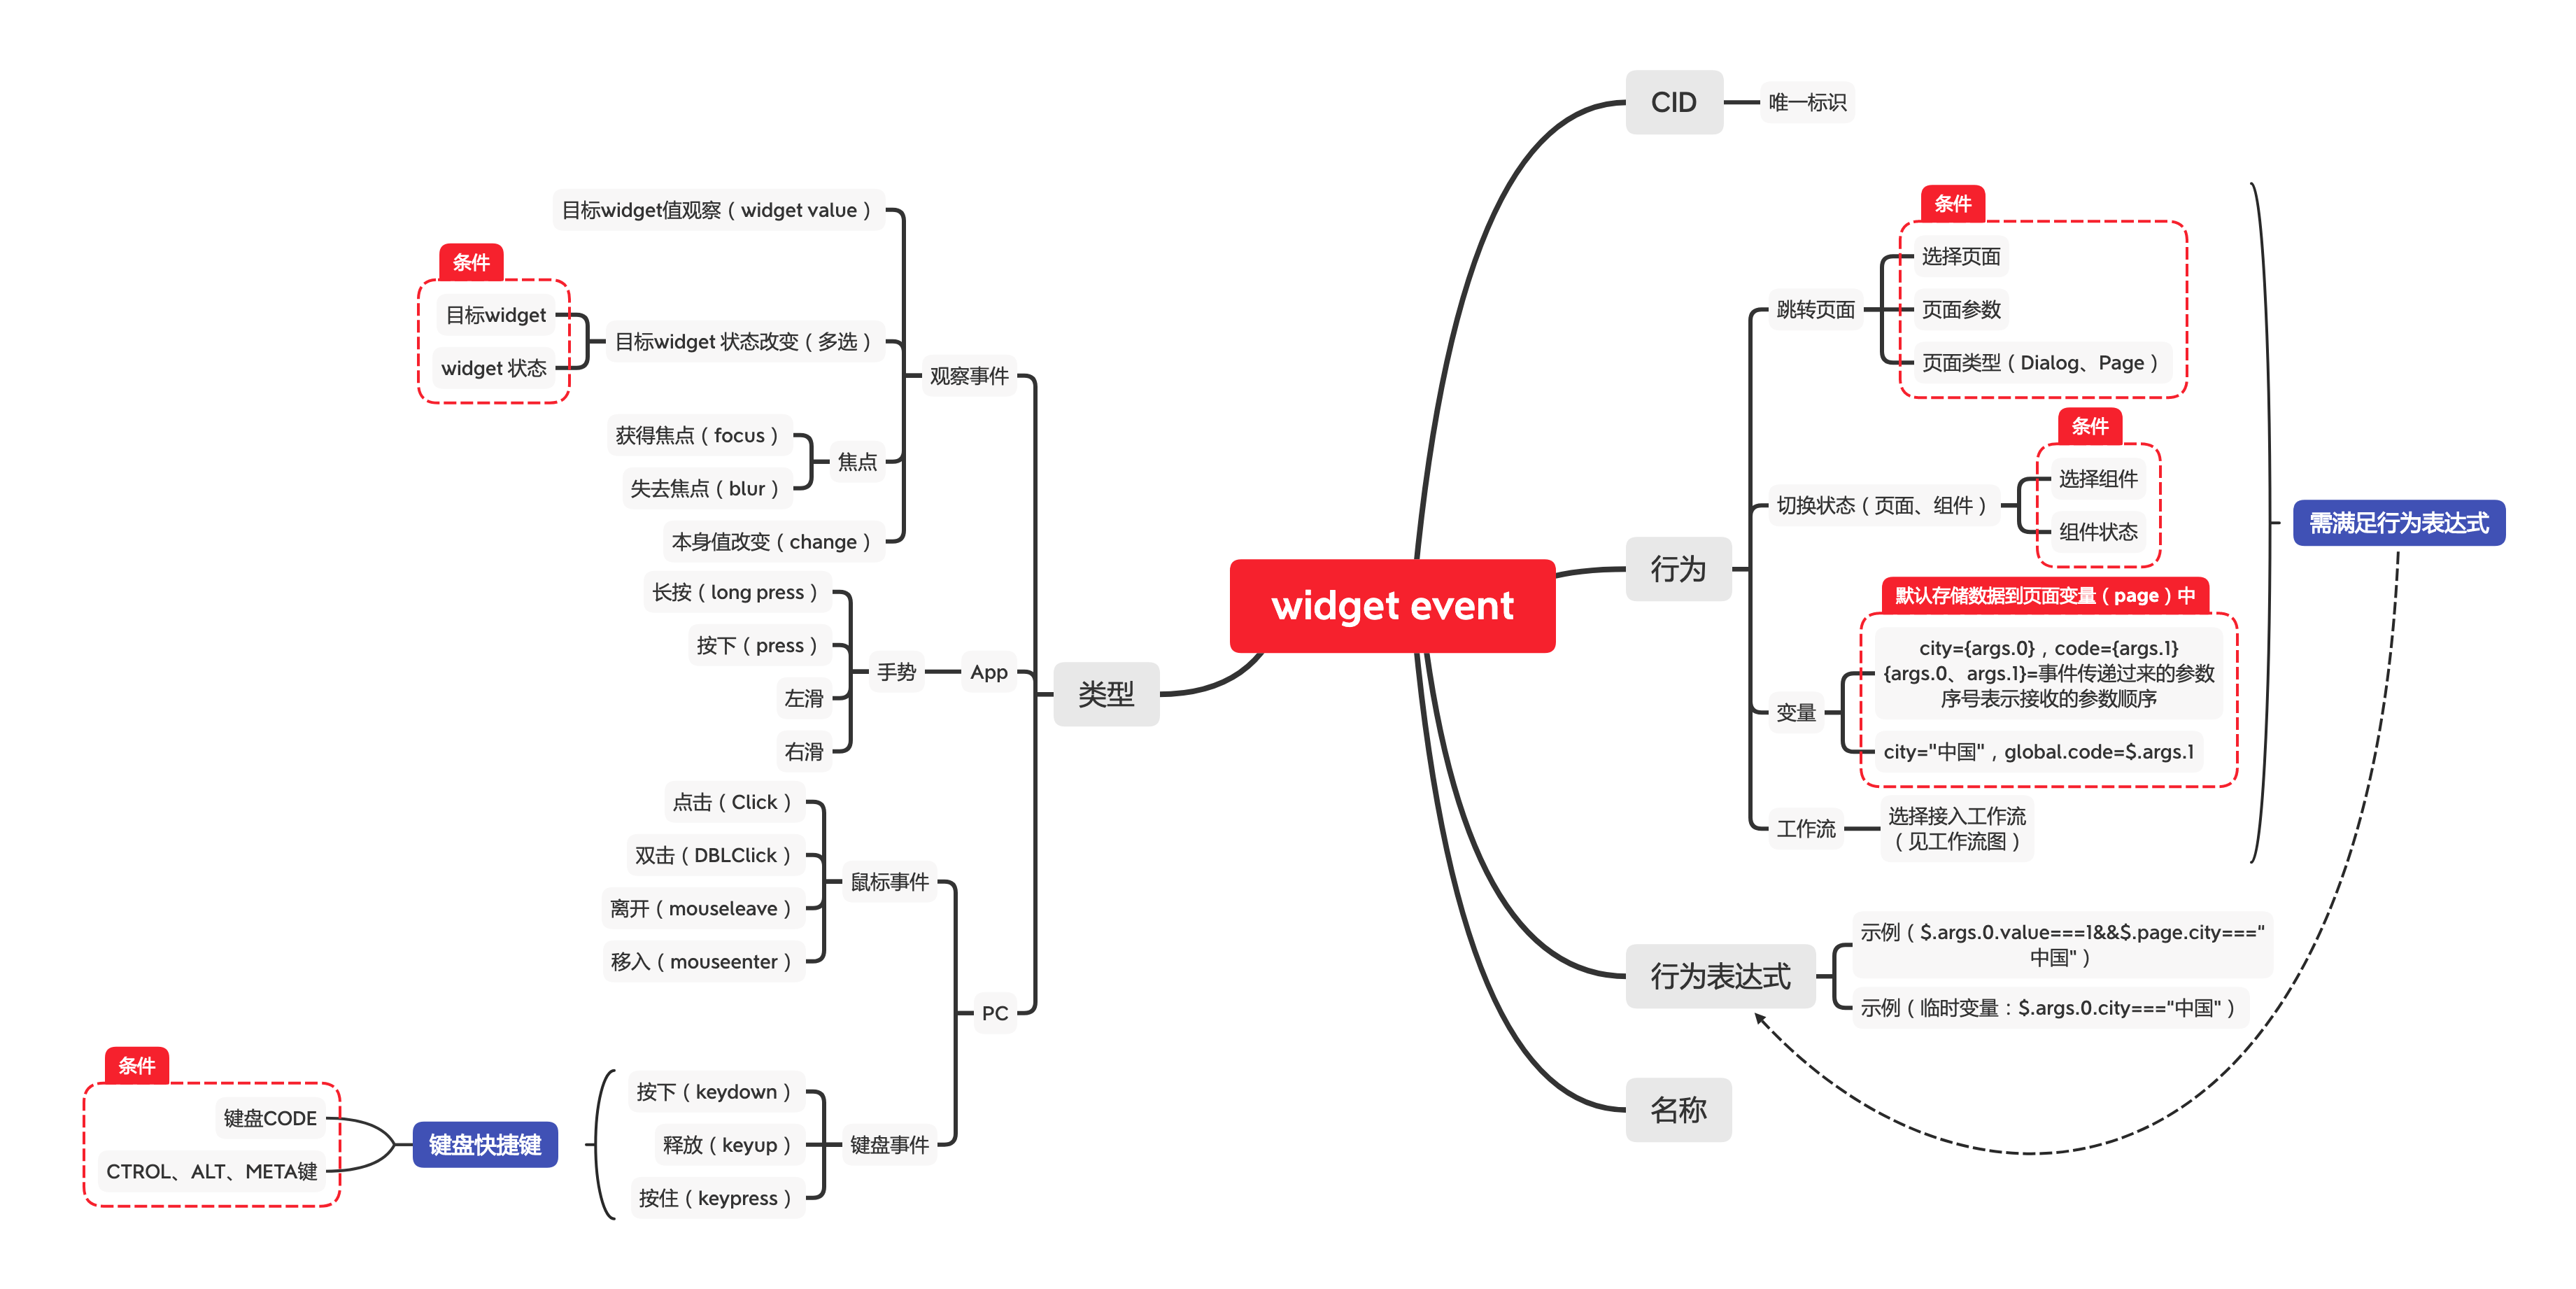 widget event
CID
唯一标识
行为
跳转页面
条件
选择页面
页面参数
页面类型（Dialog、Page）
切换状态（页面、组件）
条件
选择组件
组件状态
变量
默认存储数据到页面变量（page）中
city={args.0}，code={args.1}
{args.0、args.1}=事件传递过来的参数
序号表示接收的参数顺序
city="中国"，global.code=$.args.1
工作流
选择接入工作流
（见工作流图）
需满足行为表达式
行为表达式
示例（$.args.0.value===1&&$.page.city==="
中国"）
示例（临时变量：$.args.0.city==="中国"）
名称
类型
观察事件
目标widget值观察（widget value）
目标widget 状态改变（多选）
条件
目标widget
widget 状态
焦点
获得焦点（focus）
失去焦点（blur）
本身值改变（change）
App
手势
长按（long press）
按下（press）
左滑
右滑
PC
鼠标事件
点击（Click）
双击（DBLClick）
离开（mouseleave）
移入（mouseenter）
键盘事件
按下（keydown）
释放（keyup）
按住（keypress）
键盘快捷键
条件
键盘CODE
CTROL、ALT、META键